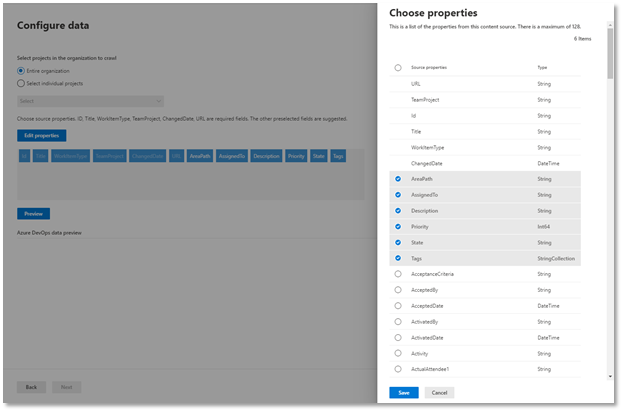 Configure data
Select projects in the organization to crawl
Entire organization
Select individual projects
Select
Choose source properties. ID, Title, WorkItemType, TeamProject, ChangedDate, URL are required fields. The other preselected fields are suggested.
Edit properties
ID Title WorkItemType TeamProject ChangedDate URL AreaPath AssignedTo Description Priority State Tags
Preview
Azure DevOps data preview
Back Next
Choose properties
This is a list of the properties from this content source. There is a maximum of 128.
6 Items
Source properties Type
URL String
TeamProject String
Id String
Title String
WorkItemType String
ChangedDate DateTime
AreaPath String
AssignedTo String
Description String
Priority Int64
State String
Tags StringCollection
AcceptanceCriteria String
AcceptedBy String
AcceptedDate DateTime
ActivatedBy String
ActivatedDate DateTime
Activity String
ActualAttendee1 String
Save Cancel